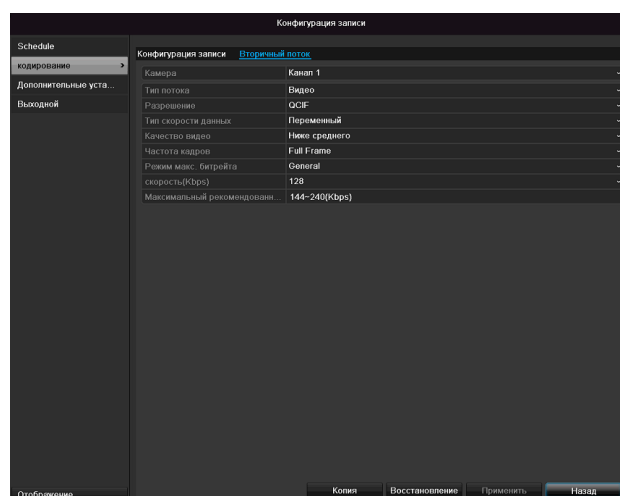 Конфигурация записи
Schedule
кодирование
Дополнительные уста...
Выходной
Конфигурация записи Вторичный поток
Камера Канал 1
Тип потока Видео
Разрешение QCIF
Тип скорости данных Переменный
Качество видео Ниже среднего
Частота кадров Full Frame
Режим макс. битрейта General
скорость(Kbps) 128
Максимальный рекомендованн... 144~240(Kbps)
Отображение
Копия Восстановление Применить Назад